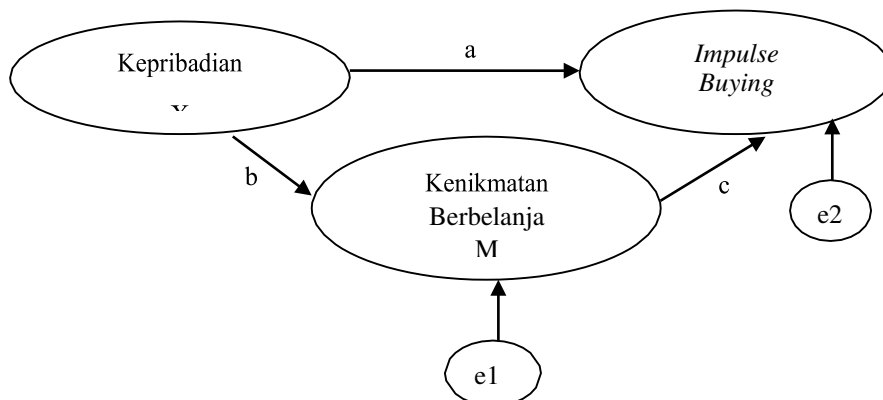 Kepribadian
a
Impulse
Buying
b
Kenikmatan
Berbelanja
M
c
e2
e1